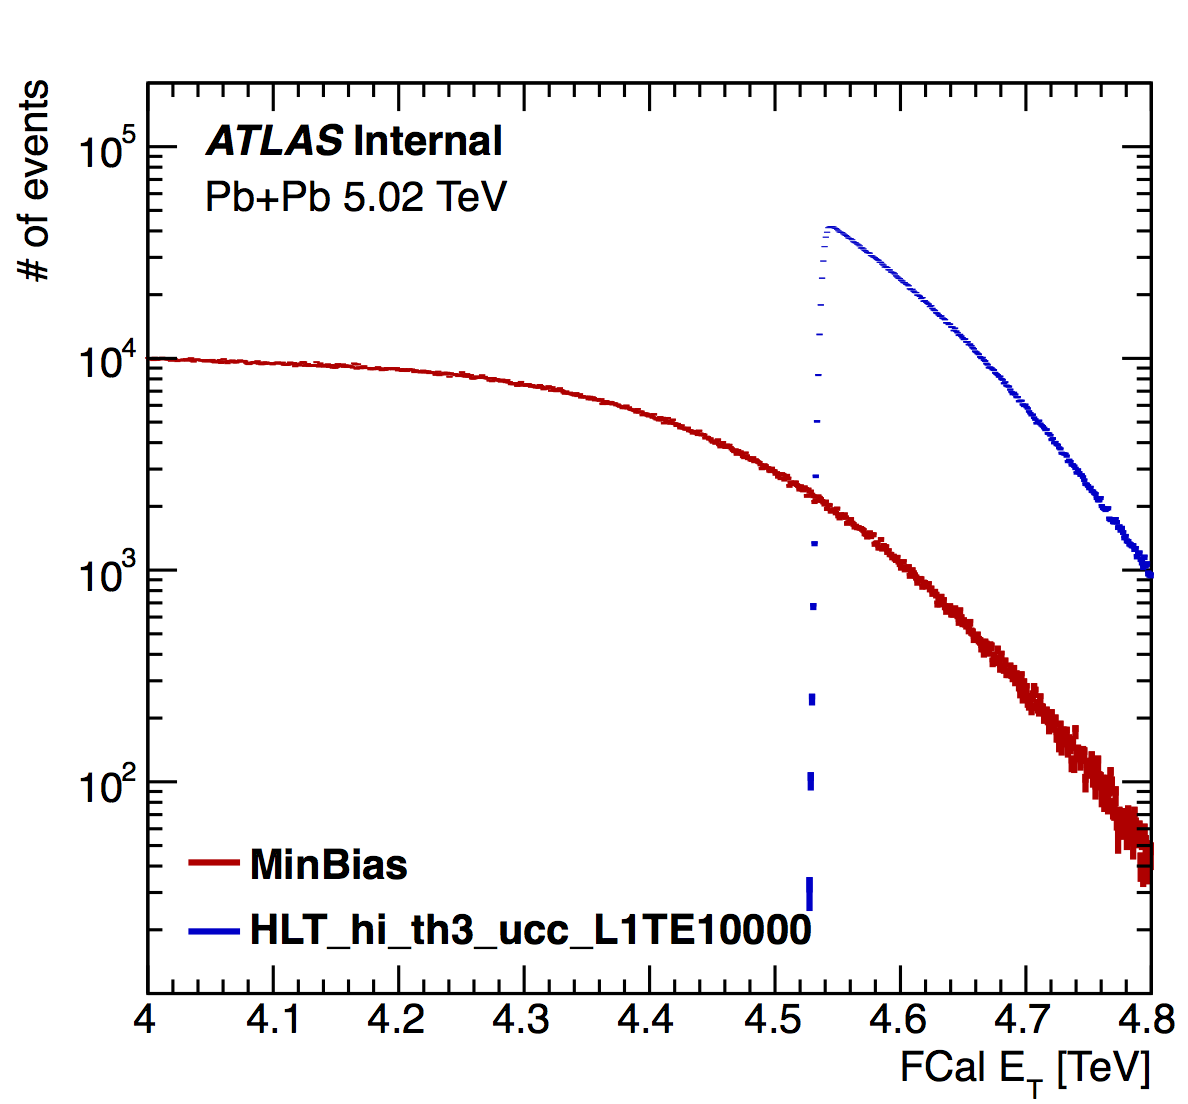 # of events
ATLAS Internal
Pb+Pb 5.02 TeV
10^5
10^4
10^3
10^2
MinBias
HLT_hi_th3_ucc_L1TE10000
4 4.1 4.2 4.3 4.4 4.5 4.6 4.7 4.8
FCal E_T [TeV]